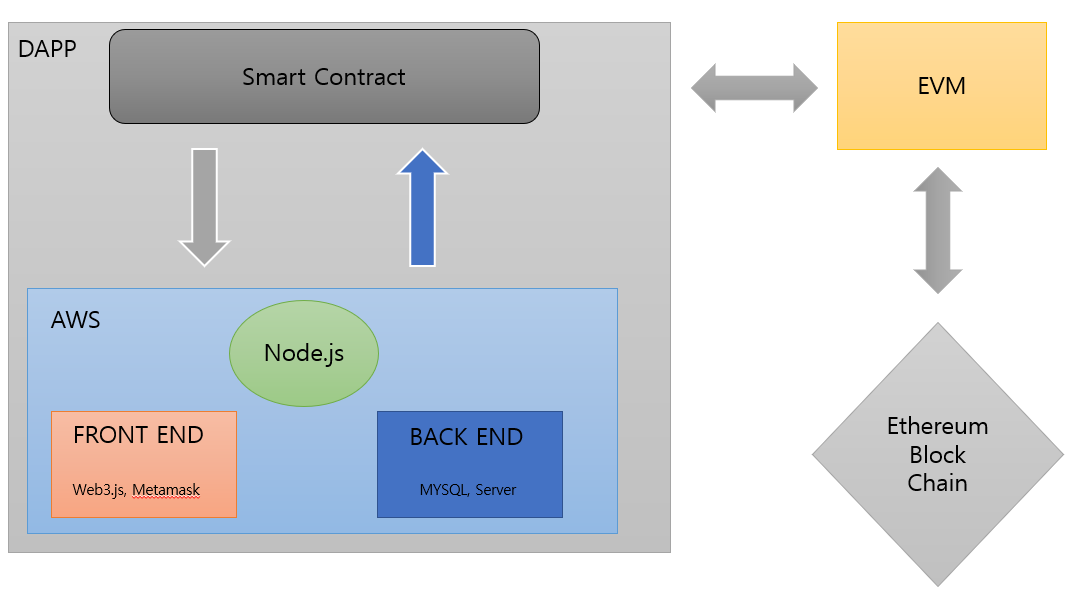 DAPP
Smart Contract
EVM
AWS
Node.js
FRONT END
Web3.js, Metamask
BACK END
MYSQL, Server
Ethereum
Block
Chain